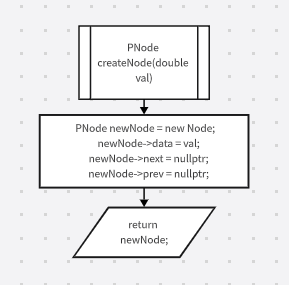 PNode
createNode(double
val)
PNode newNode = new Node;
newNode->data = val;
newNode->next = nullptr;
newNode->prev = nullptr;
return
newNode;